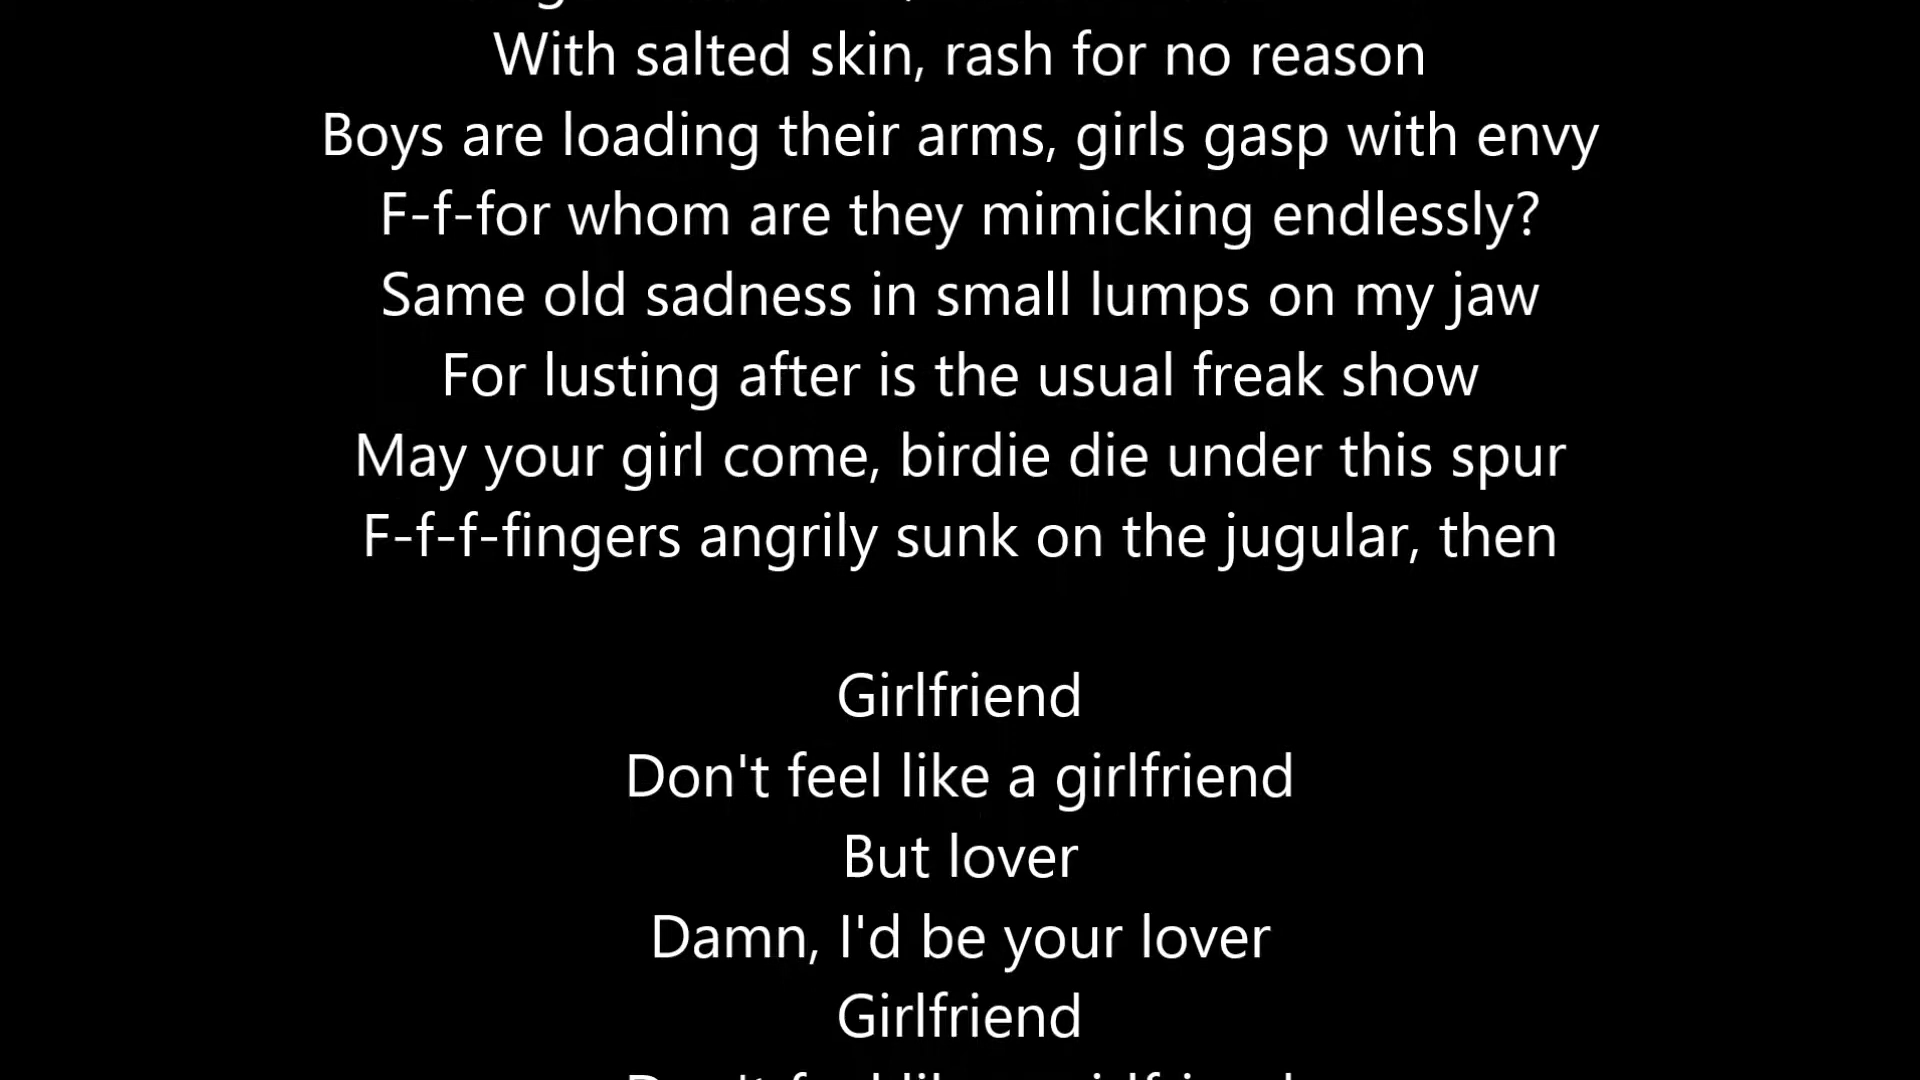 With salted skin, rash for no reason
Boys are loading their arms, girls gasp with envy
F-f-for whom are they mimicking endlessly?
Same old sadness in small lumps on my jaw
For lusting after is the usual freak show
May your girl come, birdie die under this spur
F-f-f-fingers angrily sunk on the jugular, then
Girlfriend
Don't feel like a girlfriend
But lover
Damn, I'd be your lover
Girlfriend